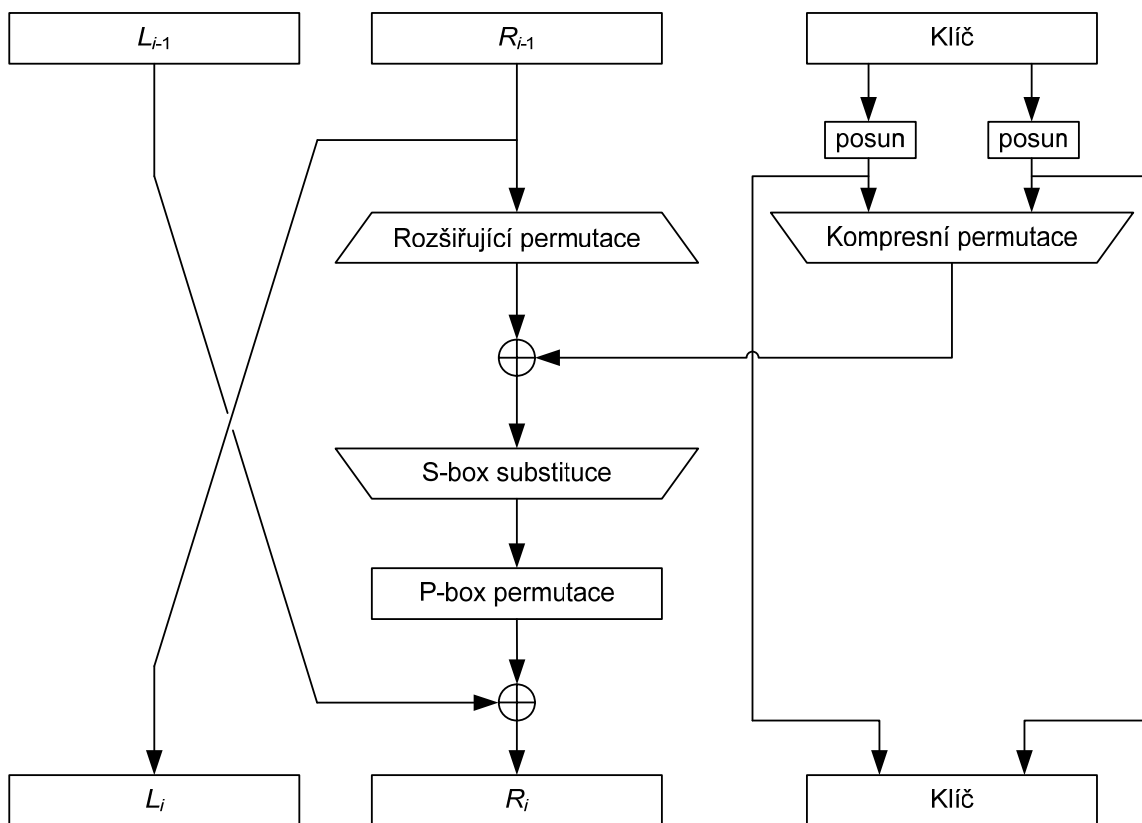 Li-1
Ri-1
Klíč
posun
posun
Rozšiřující permutace
Kompresní permutace
S-box substituce
P-box permutace
Li
Ri
Klíč